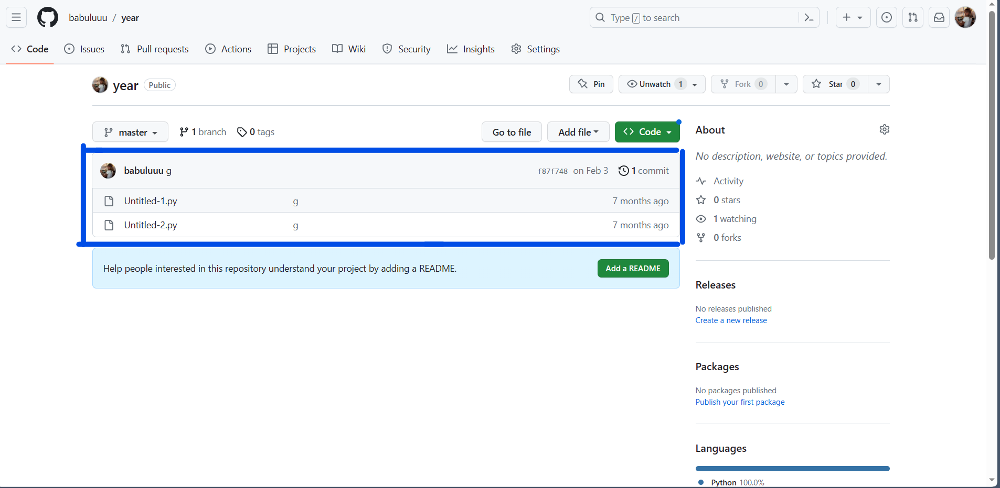 babuluuu / year
Type / to search
Code Issues Pull requests Actions Projects Wiki Security Insights Settings
year Public
Pin Unwatch 1 Fork 0 Star 0
master 1 branch 0 tags Go to file Add file Code
babuluuu g f87f748 on Feb 3 1 commit
Untitled-1.py g 7 months ago
Untitled-2.py g 7 months ago
Help people interested in this repository understand your project by adding a README. Add a README
About
No description, website, or topics provided.
Activity
0 stars
1 watching
0 forks
Releases
No releases published
Create a new release
Packages
No packages published
Publish your first package
Languages
Python 100.0%